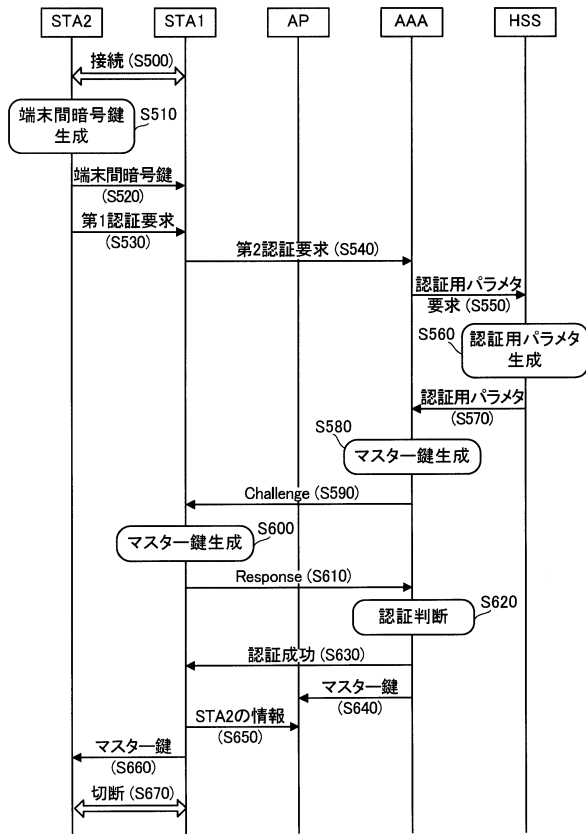 STA2 STA1 AP AAA HSS
接続(S500)
端末間暗号鍵
生成
S510
端末間暗号鍵
(S520)
第1認証要求
(S530)
第2認証要求(S540)
認証用パラメタ
要求(S550)
S560
認証用パラメタ
生成
認証用パラメタ
(S570)
S580
マスター鍵生成
Challenge(S590)
S600
マスター鍵生成
Response(S610)
S620
認証判断
認証成功(S630)
マスター鍵
(S640)
STA2の情報
(S650)
マスター鍵
(S660)
切断(S670)